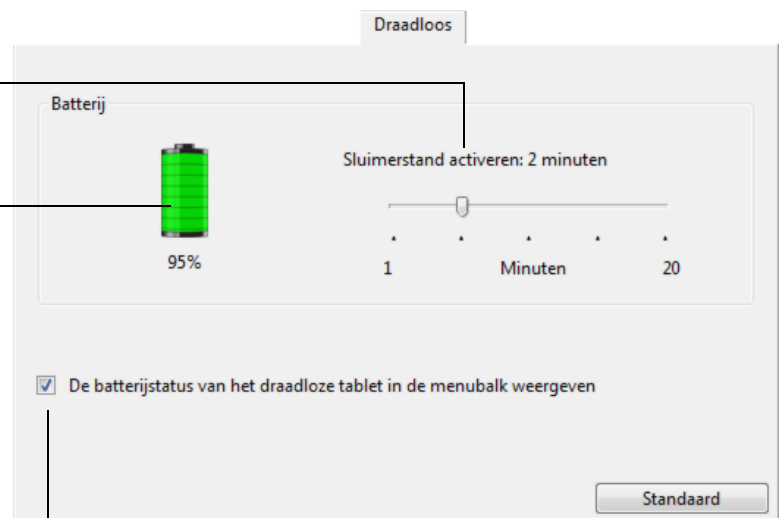 Draadloos
Batterij
Sluimerstand activeren: 2 minuten
95%
1 Minuten 20
De batterijstatus van het draadloze tablet in de menubalk weergeven
Standaard